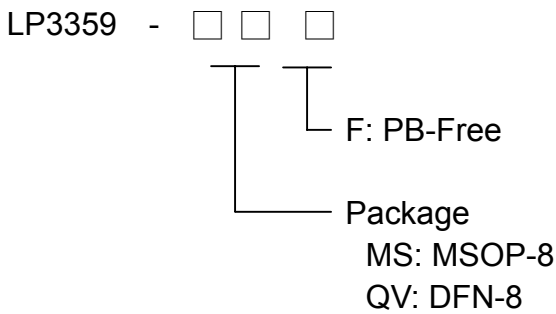 LP3359 - □ □ □
F: PB-Free
Package
MS: MSOP-8
QV: DFN-8